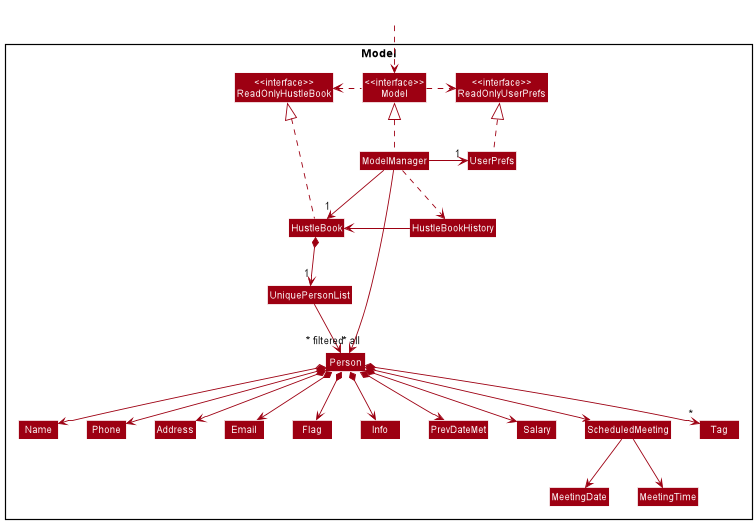 Model
<<interface>>
ReadOnlyHustleBook
<<interface>>
Model
<<interface>>
ReadOnlyUserPrefs
ModelManager
1
UserPrefs
1
HustleBook
HustleBookHistory
1
UniquePersonList
* filtered
* all
Person
*
Name
Phone
Address
Email
Flag
Info
PrevDateMet
Salary
ScheduledMeeting
Tag
MeetingDate
MeetingTime